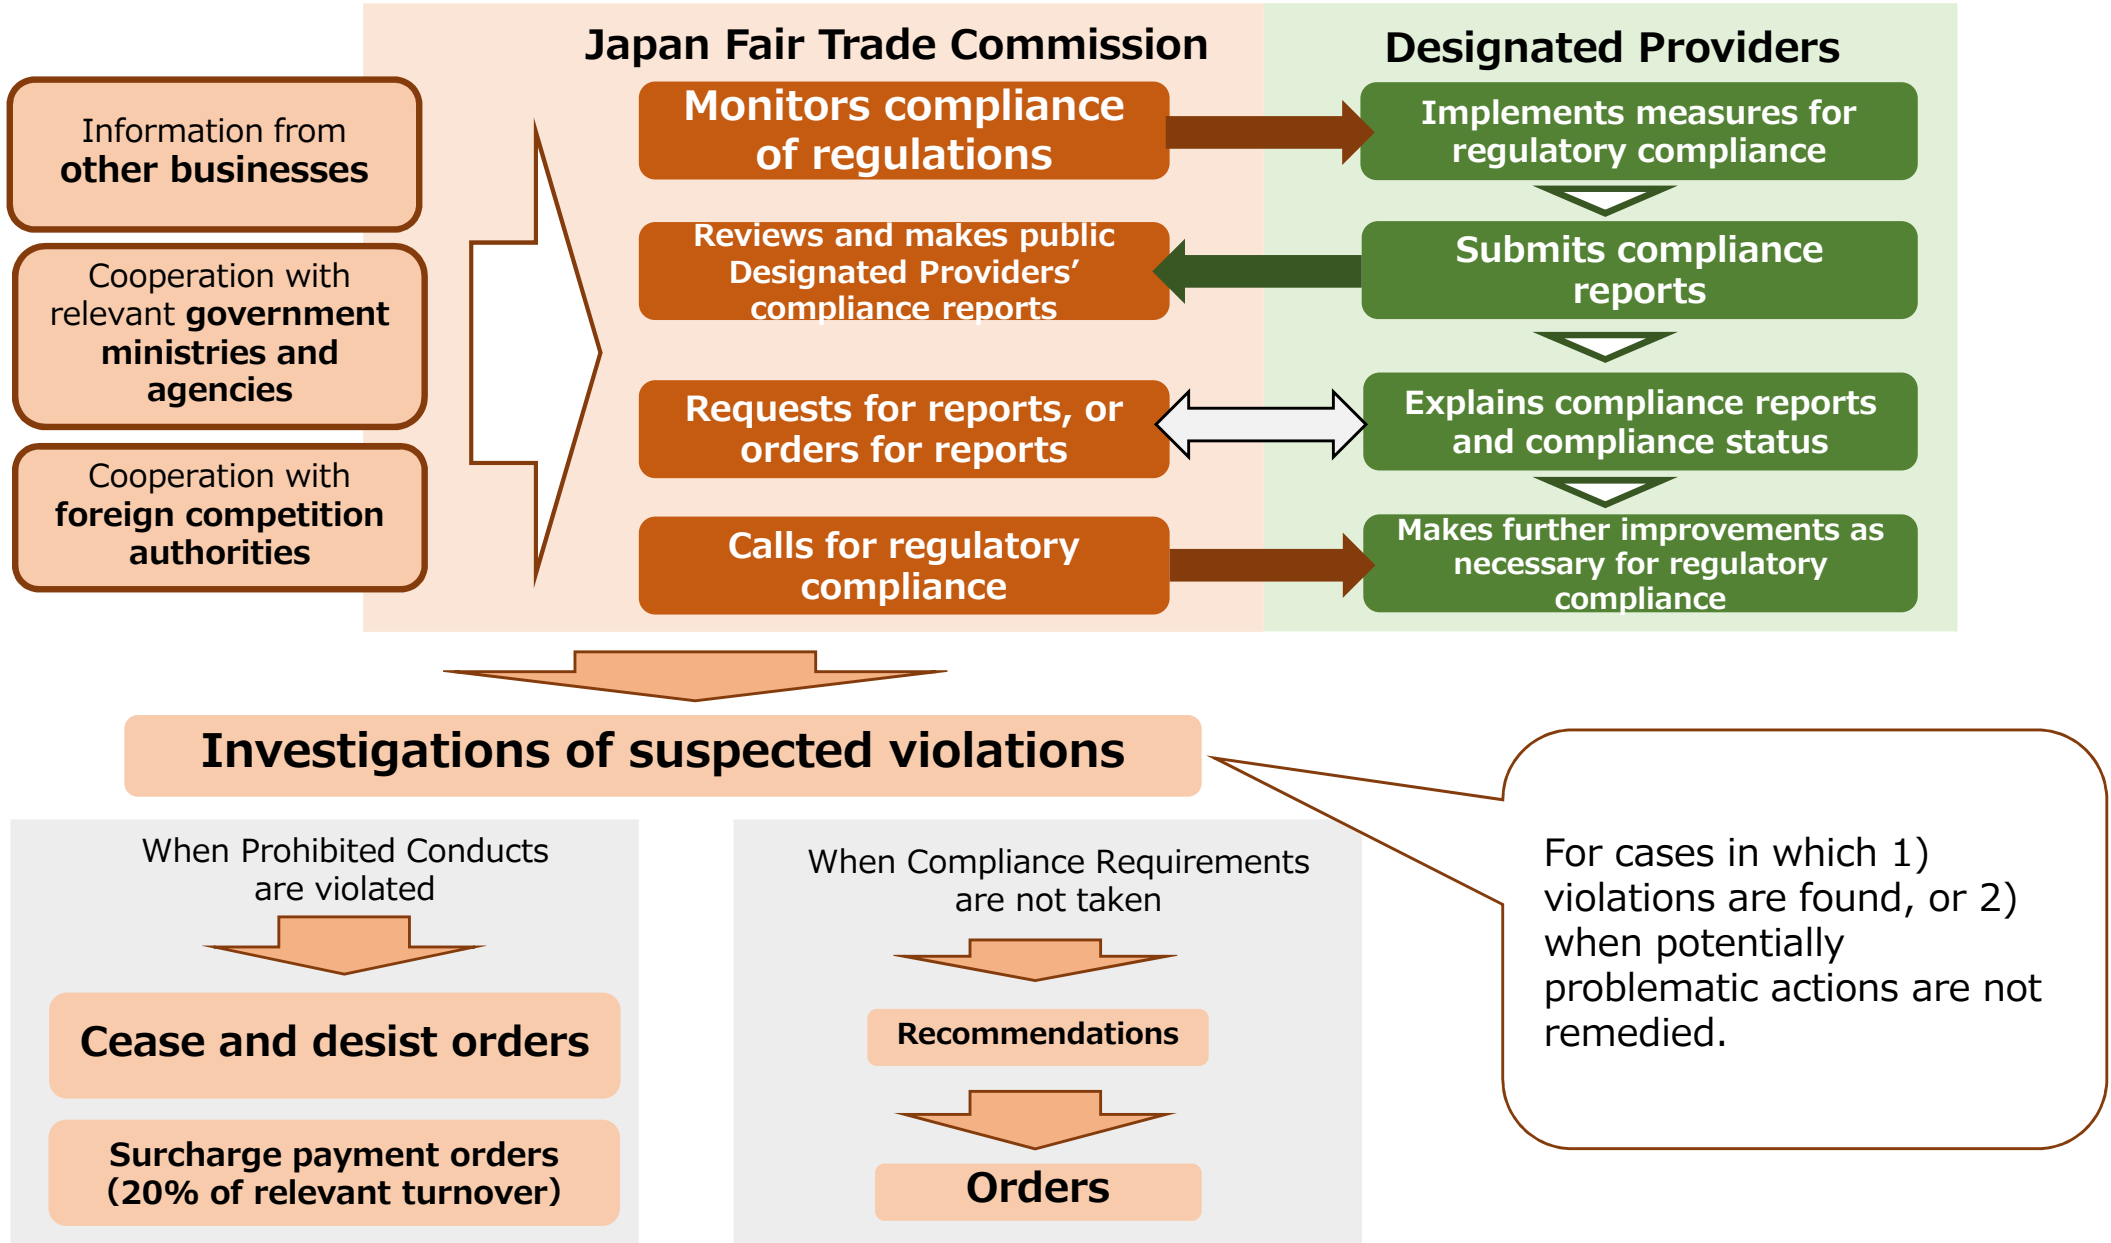 Japan Fair Trade Commission
Designated Providers
Information from
other businesses
Cooperation with
relevant government
ministries and
agencies
Cooperation with
foreign competition
authorities
Monitors compliance
of regulations
Implements measures for
regulatory compliance
Reviews and makes public
Designated Providers’
compliance reports
Submits compliance
reports
Requests for reports, or
orders for reports
Explains compliance reports
and compliance status
Calls for regulatory
compliance
Makes further improvements as
necessary for regulatory
compliance
Investigations of suspected violations
For cases in which 1)
violations are found, or 2)
when potentially
problematic actions are not
remedied.
When Prohibited Conducts
are violated
Cease and desist orders
Surcharge payment orders
(20% of relevant turnover)
When Compliance Requirements
are not taken
Recommendations
Orders